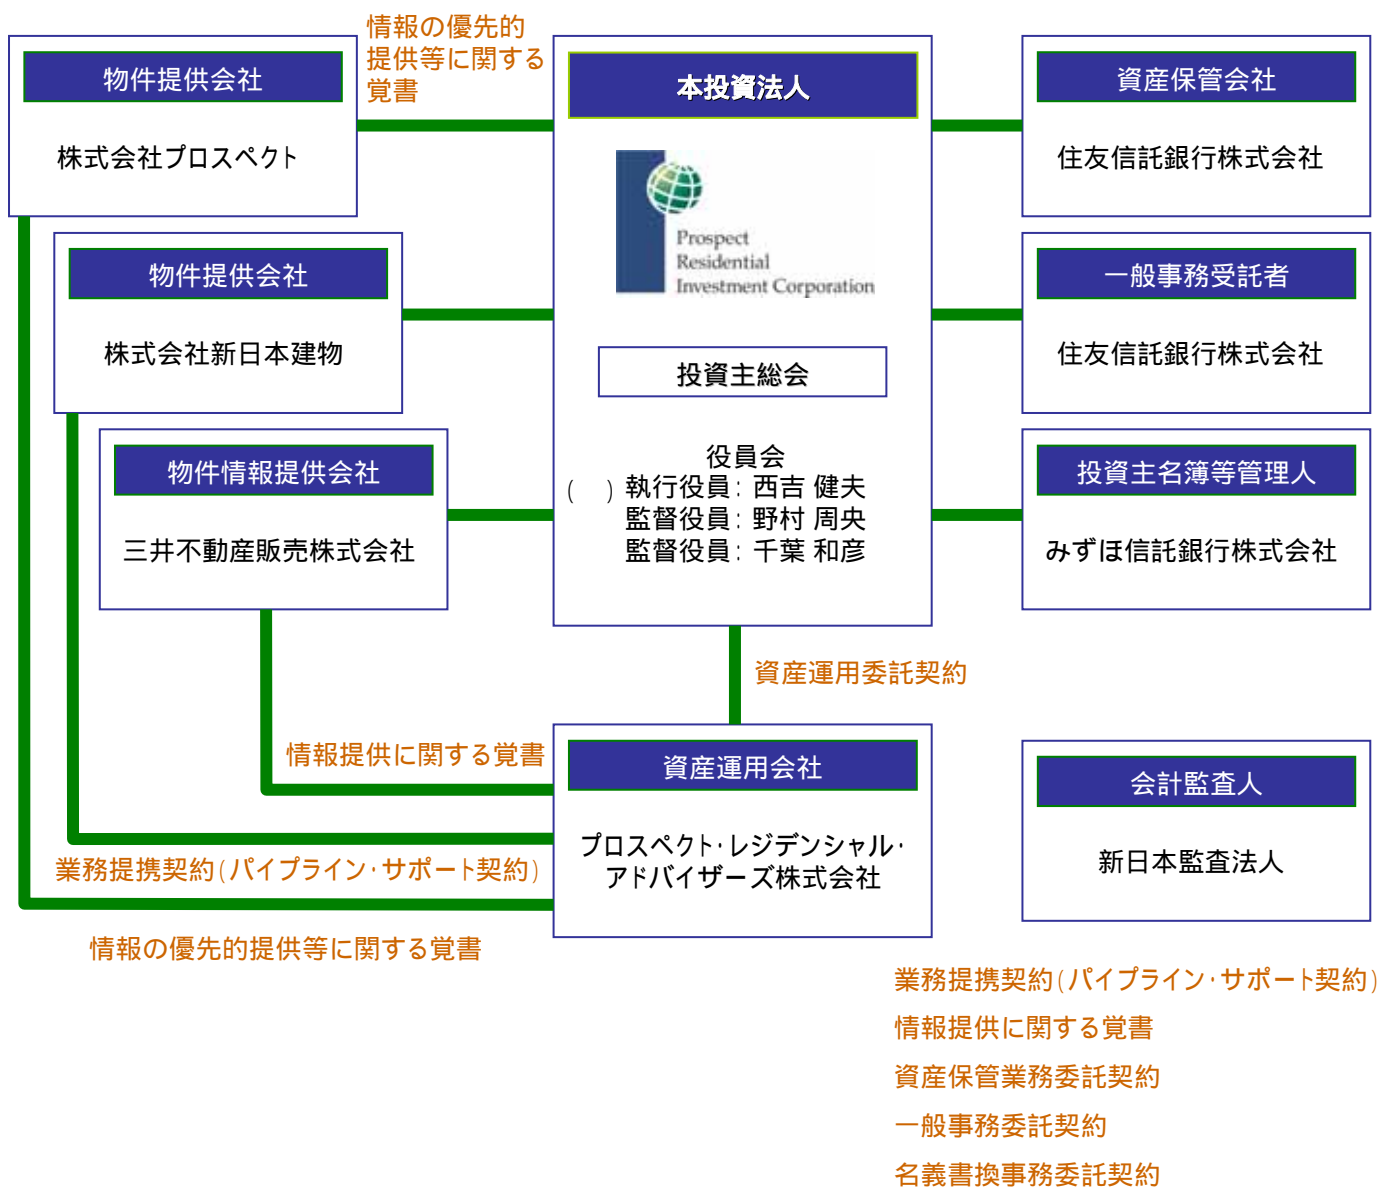 情報の優先的
提供等に関する
覚書
物件提供会社
株式会社プロスペクト
物件提供会社
株式会社新日本建物
物件情報提供会社
三井不動産販売株式会社
本投資法人
Prospect
Residential
Investment Corporation
投資主総会
役員会
( ) 執行役員: 西吉 健夫
監督役員: 野村 周央
監督役員: 千葉 和彦
資産保管会社
住友信託銀行株式会社
一般事務受託者
住友信託銀行株式会社
投資主名簿等管理人
みずほ信託銀行株式会社
資産運用委託契約
情報提供に関する覚書
資産運用会社
プロスペクト・レジデンシャル・
アドバイザーズ株式会社
業務提携契約(パイプライン・サポート契約)
情報の優先的提供等に関する覚書
会計監査人
新日本監査法人
業務提携契約(パイプライン・サポート契約)
情報提供に関する覚書
資産保管業務委託契約
一般事務委託契約
名義書換事務委託契約